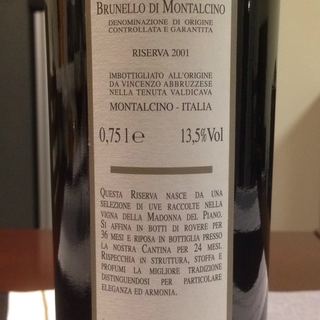 BRUNELLO DI MONTALCINO
DENOMINAZIONE DI ORIGINE
CONTROLLATA E GARANTITA
RISERVA 2001
IMBOTTIGLIATO ALL'ORIGINE
DA VINCENZO ABBRUZZESE
NELLA TENUTA VALDICAVA
MONTALCINO - ITALIA
0,75 l e 13,5% Vol
QUESTA RISERVA NASCE DA UNA
SELEZIONE DI UVE RACCOLTE NELLA
VIGNA DELLA MADONNA DEL PIANO.
SI AFFINA IN BOTTI DI ROVERE PER
36 MESI E RIPOSA IN BOTTIGLIA PRESSO
LA NOSTRA CANTINA PER 24 MESI.
RISPECCHIA IN STRUTTURA, STOFFA E
PROFUMI LA MIGLIORE TRADIZIONE
DISTINGUENDOSI PER PARTICOLARE
ELEGANZA ED ARMONIA.